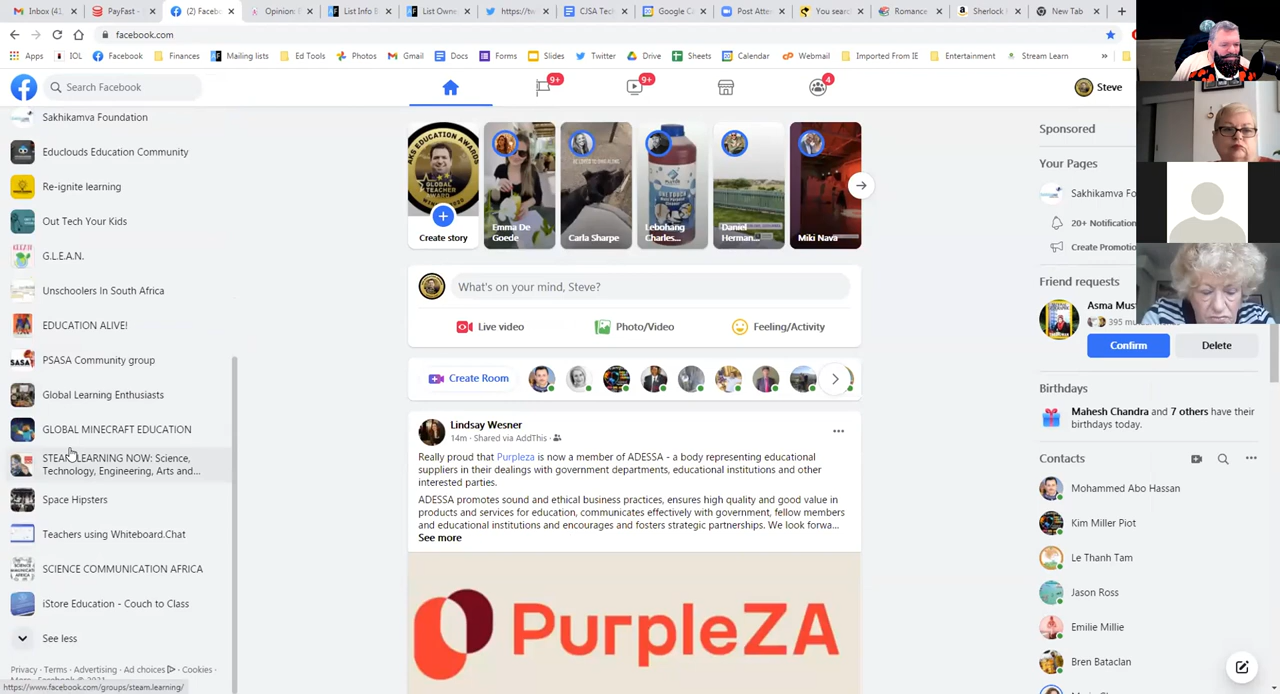 Inbox (41,
PayFast -
(2) Faceb
Opinion: F
List Info B
List Owne
https://tw
CJSA Tech
Google C
Post Atte
You searc
Romance
Sherlock
New Tab
facebook.com
Apps
IOL
Facebook
Finances
Mailing lists
Ed Tools
Photos
Gmail
Docs
Forms
Slides
Twitter
Drive
Sheets
Calendar
Webmail
Imported From IE
Entertainment
Stream Learn
Search Facebook
9+
9+
4
Steve
Sakhikamva Foundation
Educlouds Education Community
Re-ignite learning
Out Tech Your Kids
G.L.E.A.N.
Unschoolers In South Africa
EDUCATION ALIVE!
PSASA Community group
Global Learning Enthusiasts
GLOBAL MINECRAFT EDUCATION
STEAM LEARNING NOW: Science,
Technology, Engineering, Arts and...
Space Hipsters
Teachers using Whiteboard.Chat
SCIENCE COMMUNICATION AFRICA
iStore Education - Couch to Class
See less
Privacy · Terms · Advertising · Ad choices · Cookies ·
https://www.facebook.com/groups/steam.learning/
Create story
Emma De
Goede
Carla Sharpe
Lebohang
Charles...
Daniel
Herman...
Miki Nava
What's on your mind, Steve?
Live video
Photo/Video
Feeling/Activity
Create Room
Lindsay Wesner
14m · Shared via AddThis ·
Really proud that Purpleza is now a member of ADESSA - a body representing educational
suppliers in their dealings with government departments, educational institutions and other
interested parties.
ADESSA promotes sound and ethical business practices, ensures high quality and good value in
products and services for education, communicates effectively with government, fellow members
and educational institutions and encourages and fosters strategic partnerships. We look forwa...
See more
PurpleZA
Sponsored
Your Pages
Sakhikamva Fo
20+ Notification
Create Promotio
Friend requests
Asma Mus
395 mu
Confirm
Delete
Birthdays
Mahesh Chandra and 7 others have their
birthdays today.
Contacts
Mohammed Abo Hassan
Kim Miller Piot
Le Thanh Tam
Jason Ross
Emilie Millie
Bren Bataclan